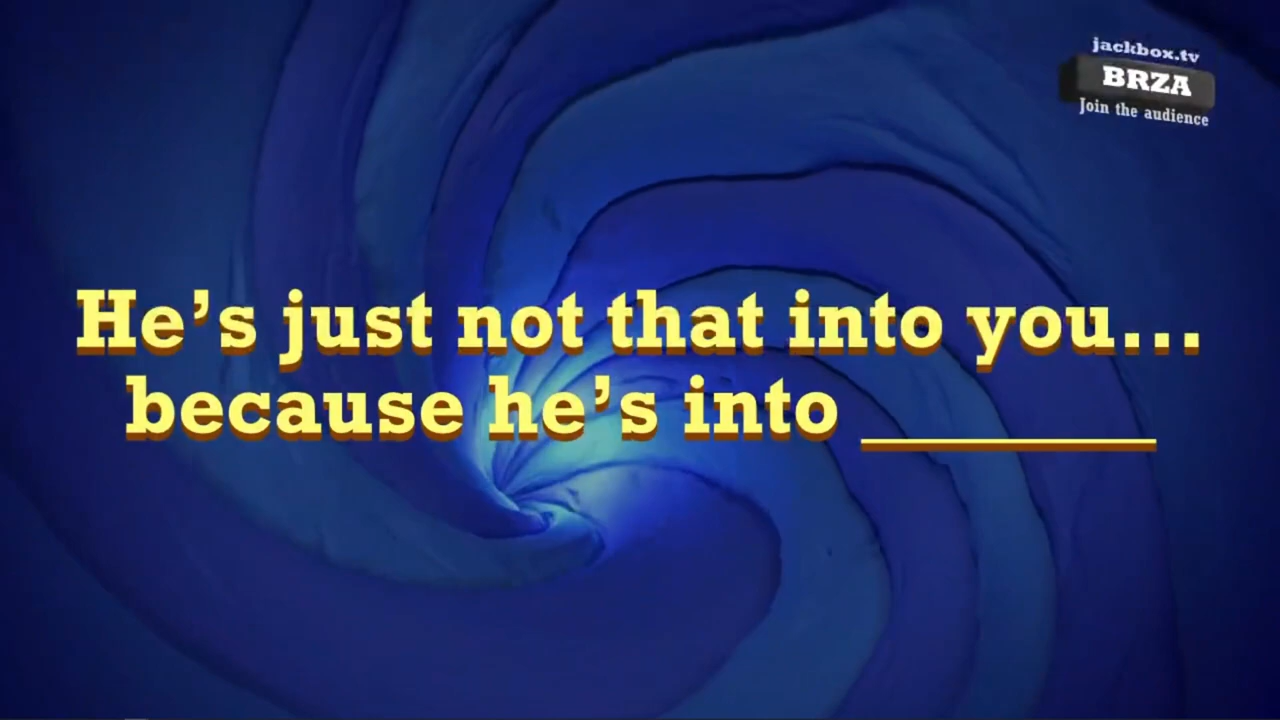 jackbox.tv
BRZA
Join the audience
He’s just not that into you...
because he’s into ________